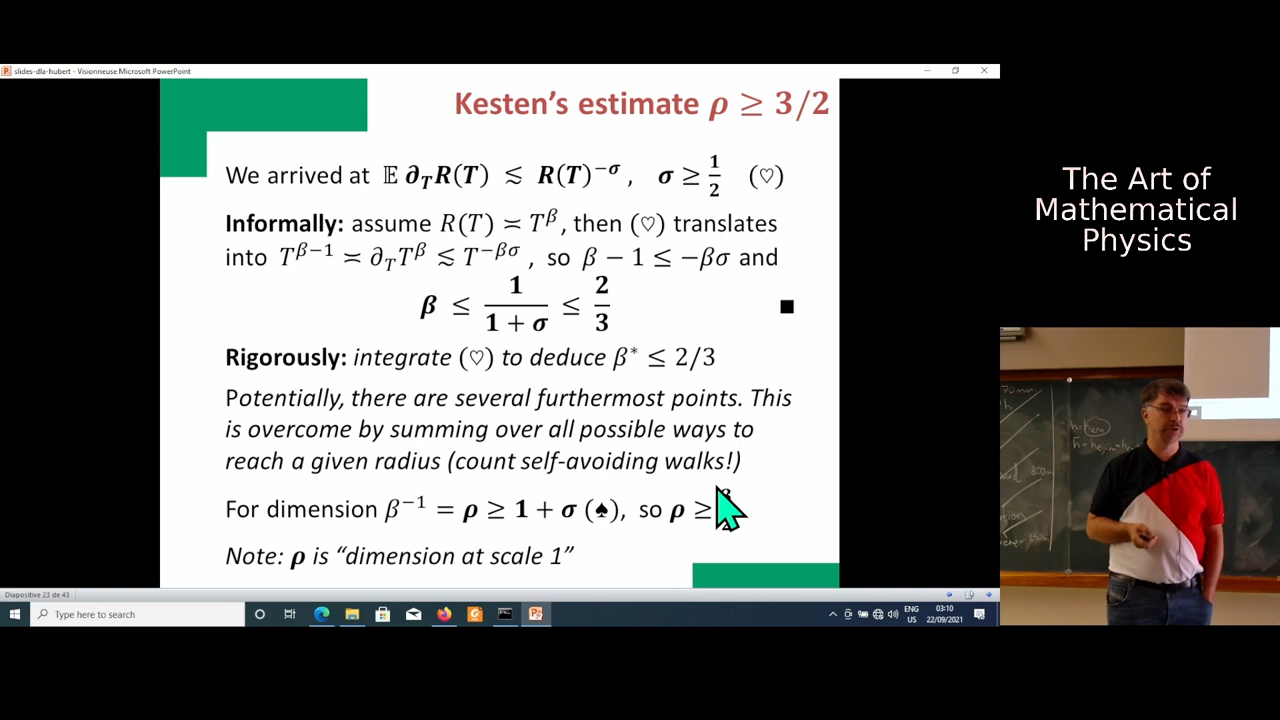 slides-dla-hubert - Visionneuse Microsoft PowerPoint
Kesten's estimate ρ ≥ 3/2
We arrived at 𝔼 ∂_T R(T) ≲ R(T)^{−σ}, σ ≥ 1/2 (♡)
Informally: assume R(T) ≍ T^β, then (♡) translates
into T^{β−1} ≍ ∂_T T^β ≲ T^{−βσ}, so β − 1 ≤ −βσ and
β ≤ 1/(1 + σ) ≤ 2/3 ■
Rigorously: integrate (♡) to deduce β* ≤ 2/3
Potentially, there are several furthermost points. This
is overcome by summing over all possible ways to
reach a given radius (count self-avoiding walks!)
For dimension β^{−1} = ρ ≥ 1 + σ (♠), so ρ ≥
Note: ρ is “dimension at scale 1”
Diapositive 23 de 43
Type here to search
ENG
US
03:10
22/09/2021
The Art of
Mathematical
Physics